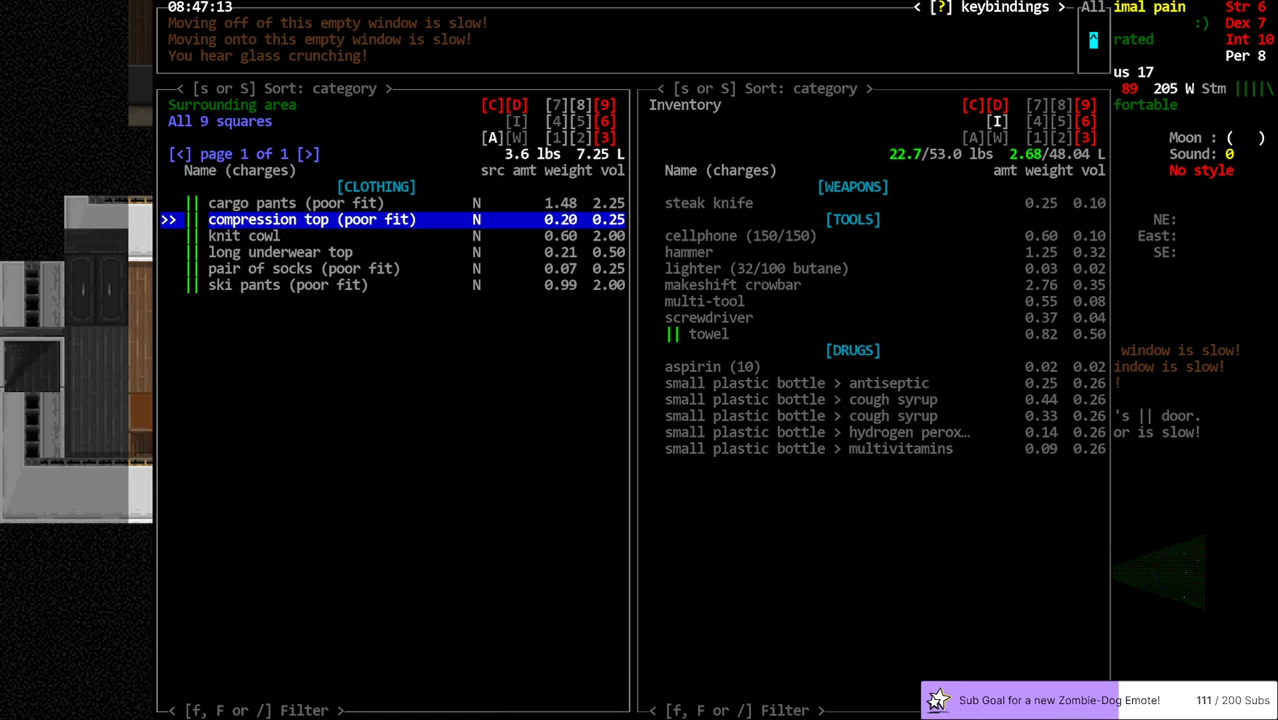 08:47:13
< [?] keybindings >
All
imal pain
Str 6
Moving off of this empty window is slow!
:)
Dex 7
Moving onto this empty window is slow!
^
rated
Int 10
You hear glass crunching!
Per 8
us 17
< [s or S] Sort: category >
< [s or S] Sort: category >
89 205 W Stm ||||\
Surrounding area
[C][D] [7][8][9]
Inventory
[C][D] [7][8][9]
fortable
All 9 squares
[I] [4][5][6]
[I] [4][5][6]
[A][W] [1][2][3]
[A][W] [1][2][3]
Moon : ( )
[<] page 1 of 1 [>]
3.6 lbs 7.25 L
22.7/53.0 lbs 2.68/48.04 L
Sound: 0
Name (charges) src amt weight vol
Name (charges) amt weight vol
No style
[CLOTHING]
[WEAPONS]
|| cargo pants (poor fit) N 1.48 2.25
steak knife 0.25 0.10
>> || compression top (poor fit) N 0.20 0.25
[TOOLS]
NE:
|| knit cowl N 0.60 2.00
cellphone (150/150) 0.60 0.10
East:
|| long underwear top N 0.21 0.50
hammer 1.25 0.32
SE:
|| pair of socks (poor fit) N 0.07 0.25
lighter (32/100 butane) 0.03 0.02
|| ski pants (poor fit) N 0.99 2.00
makeshift crowbar 2.76 0.35
multi-tool 0.55 0.08
screwdriver 0.37 0.04
|| towel 0.82 0.50
[DRUGS]
window is slow!
aspirin (10) 0.02 0.02
indow is slow!
small plastic bottle > antiseptic 0.25 0.26
!
small plastic bottle > cough syrup 0.44 0.26
small plastic bottle > cough syrup 0.33 0.26
's || door.
small plastic bottle > hydrogen perox… 0.14 0.26
or is slow!
small plastic bottle > multivitamins 0.09 0.26
Sub Goal for a new Zombie-Dog Emote! 111 / 200 Subs
< [f, F or /] Filter >
< [f, F or /] Filter >